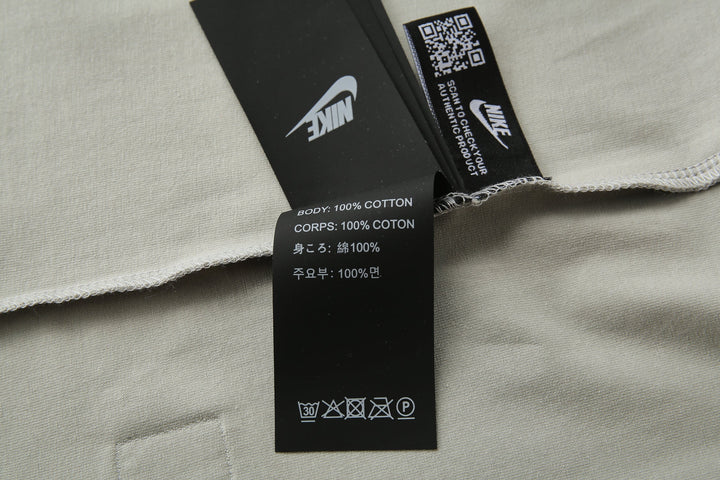 NIKE
NIKE
SCAN TO CHECK YOUR
AUTHENTIC PRODUCT
BODY: 100% COTTON
CORPS: 100% COTON
身ころ: 綿100%
주요부: 100%면
30
P